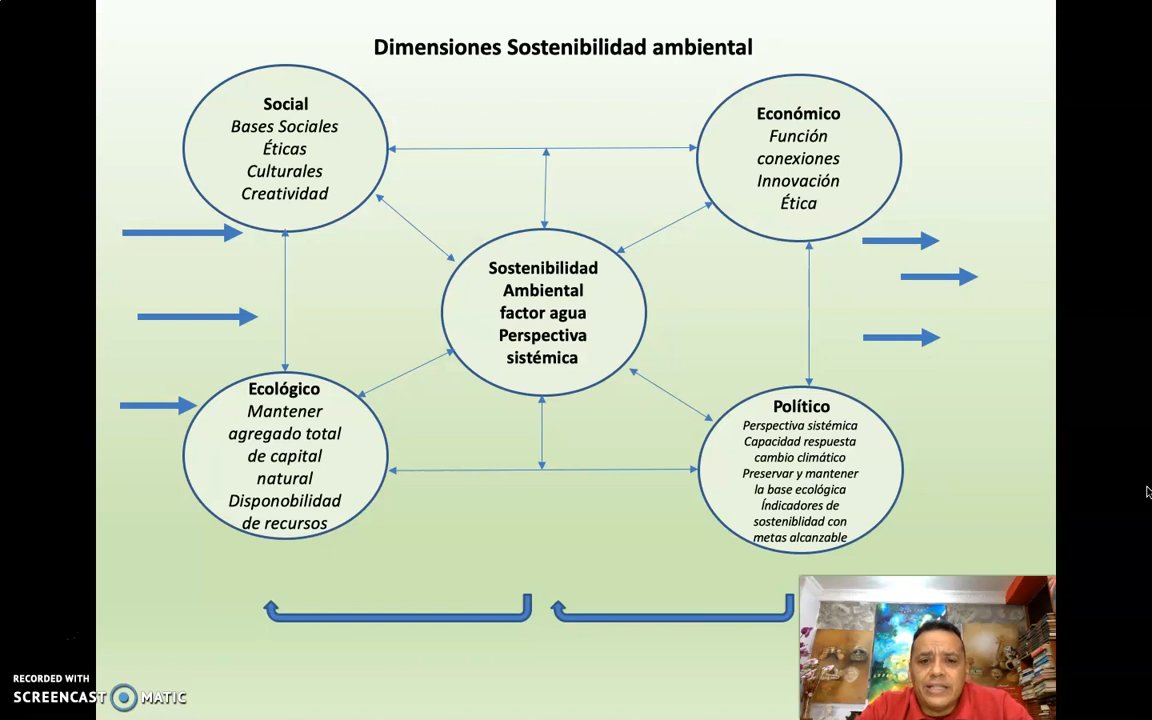 Dimensiones Sostenibilidad ambiental
Social
Bases Sociales
Éticas
Culturales
Creatividad
Económico
Función
conexiones
Innovación
Ética
Sostenibilidad
Ambiental
factor agua
Perspectiva
sistémica
Ecológico
Mantener
agregado total
de capital
natural
Disponobilidad
de recursos
Político
Perspectiva sistémica
Capacidad respuesta
cambio climático
Preservar y mantener
la base ecológica
Índicadores de
sosteniblidad con
metas alcanzable
RECORDED WITH
SCREENCAST MATIC